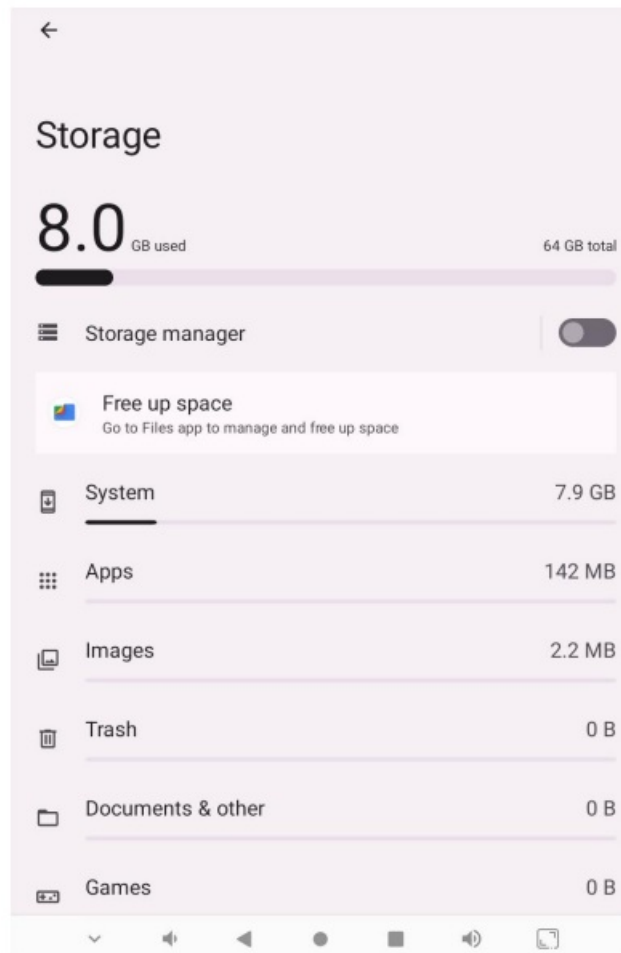 Storage
8.0 GB used 64 GB total
Storage manager
Free up space
Go to Files app to manage and free up space
System 7.9 GB
Apps 142 MB
Images 2.2 MB
Trash 0 B
Documents & other 0 B
Games 0 B